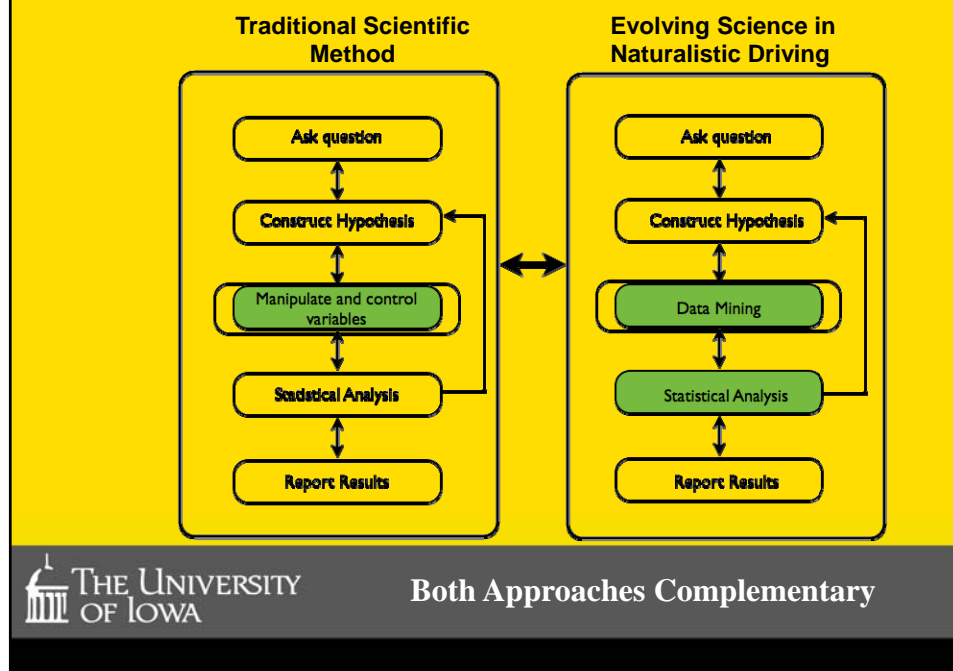 Traditional Scientific
Method
Ask question
Construct Hypothesis
Manipulate and control
variables
Statistical Analysis
Report Results
Evolving Science in
Naturalistic Driving
Ask question
Construct Hypothesis
Data Mining
Statistical Analysis
Report Results
THE UNIVERSITY
OF IOWA
Both Approaches Complementary